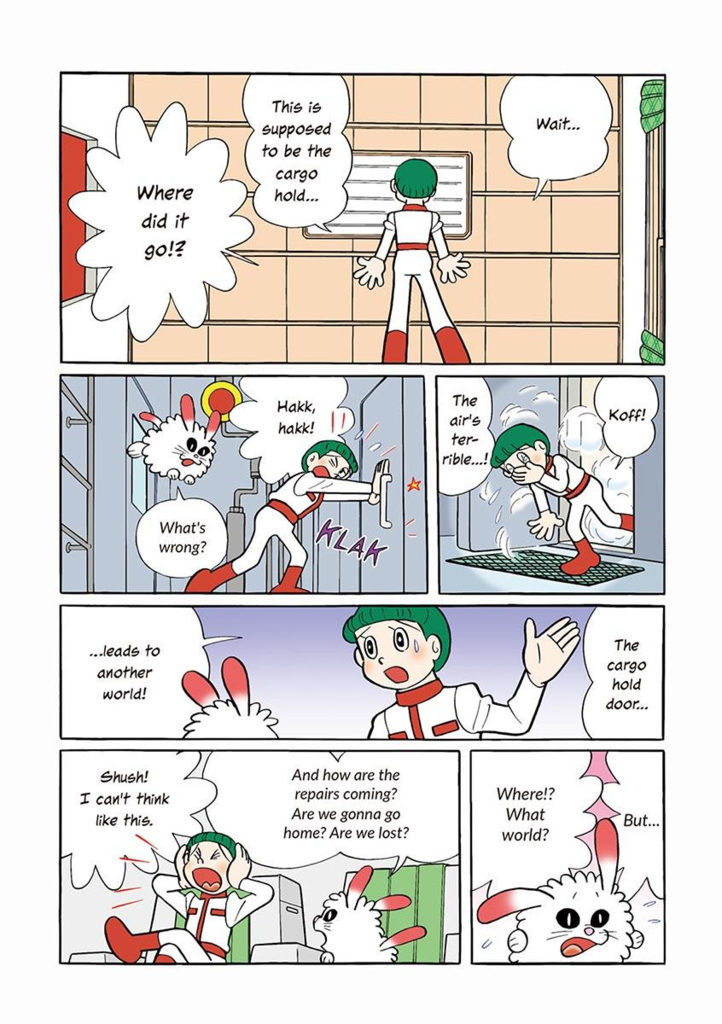 Wait...
This is
supposed
to be the
cargo
hold...
Where
did it
go!?
Koff!
The
air's
ter-
rible...!
Hakk,
hakk!
KLAK
What's
wrong?
The
cargo
hold
door...
...leads to
another
world!
But...
Where!?
What
world?
And how are the
repairs coming?
Are we gonna go
home? Are we lost?
Shush!
I can't think
like this.